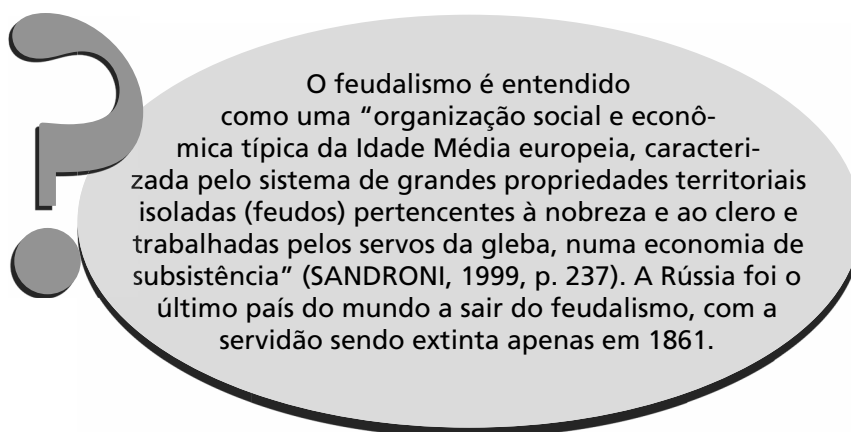 O feudalismo é entendido
como uma “organização social e econô-
mica típica da Idade Média europeia, caracteri-
zada pelo sistema de grandes propriedades territoriais
isoladas (feudos) pertencentes à nobreza e ao clero e
trabalhadas pelos servos da gleba, numa economia de
subsistência” (SANDRONI, 1999, p. 237). A Rússia foi o
último país do mundo a sair do feudalismo, com a
servidão sendo extinta apenas em 1861.